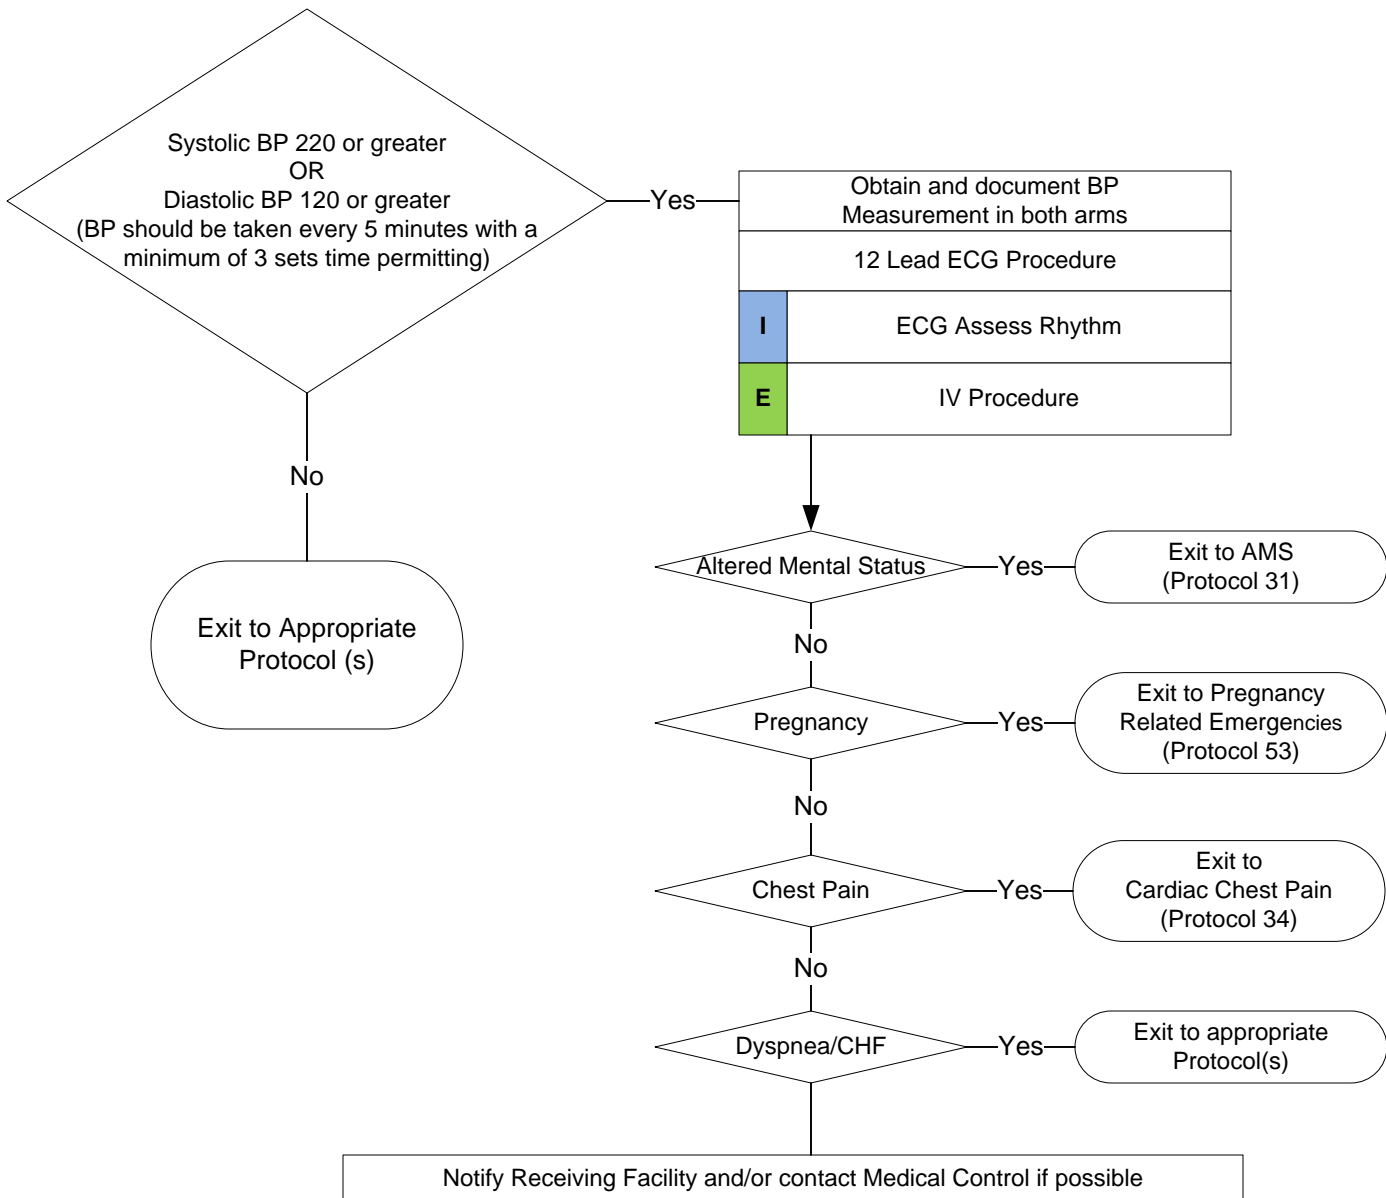 Systolic BP 220 or greater
OR
Diastolic BP 120 or greater
(BP should be taken every 5 minutes with a
minimum of 3 sets time permitting)
Yes
Obtain and document BP
Measurement in both arms
12 Lead ECG Procedure
I
ECG Assess Rhythm
E
IV Procedure
No
Exit to Appropriate
Protocol (s)
Altered Mental Status
Yes
Exit to AMS
(Protocol 31)
No
Pregnancy
Yes
Exit to Pregnancy
Related Emergencies
(Protocol 53)
No
Chest Pain
Yes
Exit to
Cardiac Chest Pain
(Protocol 34)
No
Dyspnea/CHF
Yes
Exit to appropriate
Protocol(s)
Notify Receiving Facility and/or contact Medical Control if possible